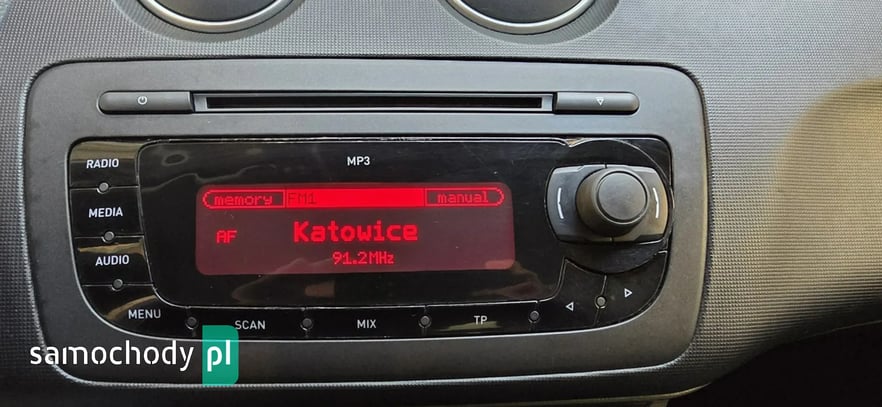 RADIO
MP3
MEDIA
AUDIO
memory FM1 manual
AF Katowice
91.2MHz
MENU
SCAN
MIX
TP
samochody pl